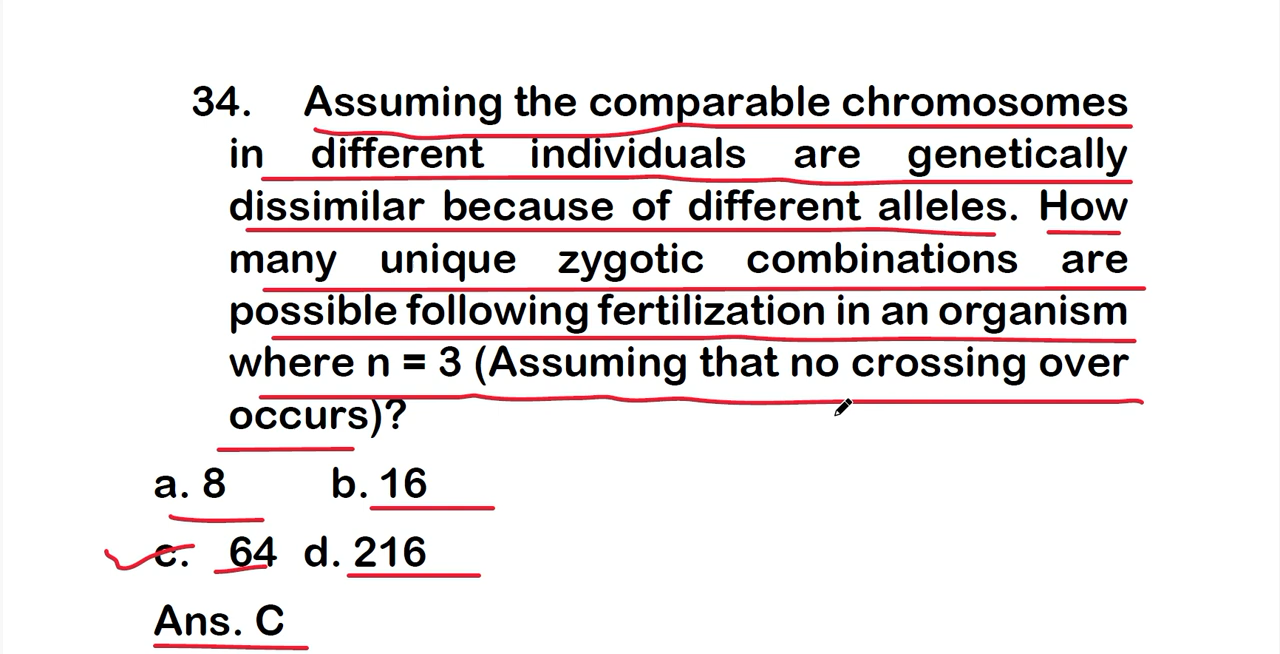 34. Assuming the comparable chromosomes
in different individuals are genetically
dissimilar because of different alleles. How
many unique zygotic combinations are
possible following fertilization in an organism
where n = 3 (Assuming that no crossing over
occurs)?
a. 8 b. 16
c. 64 d. 216
Ans. C